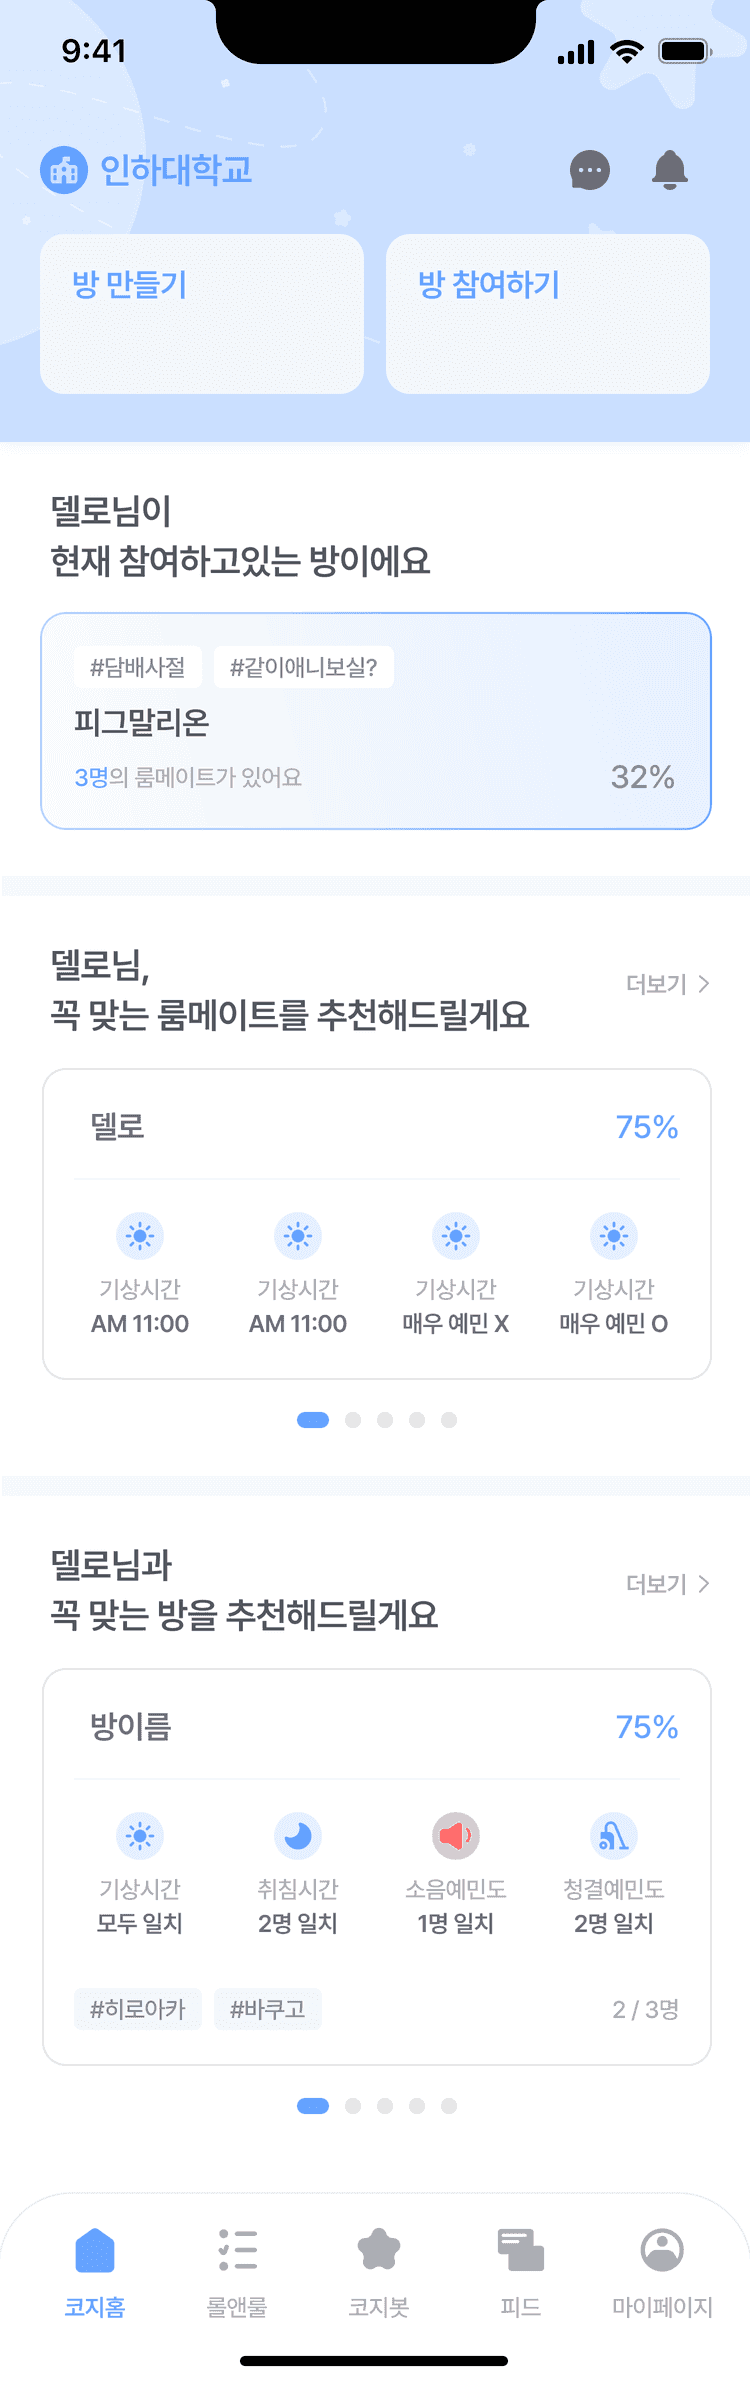 9:41
인하대학교
방 만들기
방 참여하기
델로님이
현재 참여하고있는 방이에요
#담배사절 #같이애니보실?
피그말리온
3명의 룸메이트가 있어요 32%
델로님,
꼭 맞는 룸메이트를 추천해드릴게요
더보기
델로 75%
기상시간 기상시간 기상시간 기상시간
AM 11:00 AM 11:00 매우 예민 X 매우 예민 O
델로님과
꼭 맞는 방을 추천해드릴게요
더보기
방이름 75%
기상시간 취침시간 소음예민도 청결예민도
모두 일치 2명 일치 1명 일치 2명 일치
#히로아카 #바쿠고 2 / 3명
코지홈 롤앤룰 코지봇 피드 마이페이지